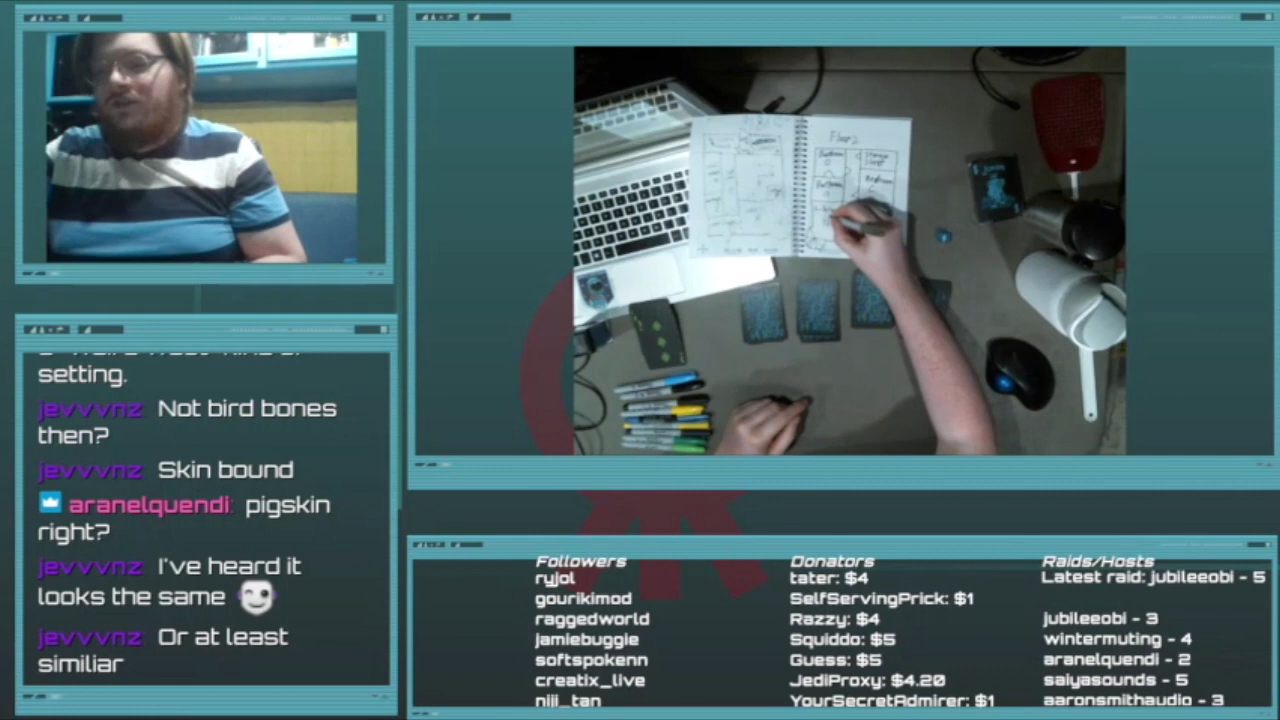 setting.
jevvvnz Not bird bones
then?
jevvvnz Skin bound
aranelquendi: pigskin
right?
jevvvnz I've heard it
looks the same
jevvvnz Or at least
similiar
Floor 2
Storage
Bedroom
Followers
ryjol
gourikimod
raggedworld
jamiebuggie
softspokenn
creatix_live
niji_tan
Donators
tater: $4
SelfServingPrick: $1
Razzy: $4
Squiddo: $5
Guess: $5
JediProxy: $4.20
YourSecretAdmirer: $1
Raids/Hosts
Latest raid: jubileeobi - 5
jubileeobi - 3
wintermuting - 4
aranelquendi - 2
saiyasounds - 5
aaronsmithaudio - 3